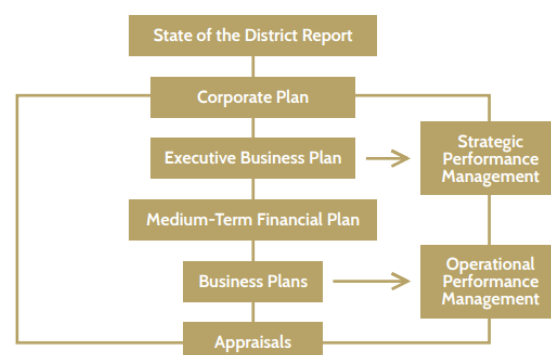 State of the District Report
Corporate Plan
Executive Business Plan
Strategic
Performance
Management
Medium-Term Financial Plan
Business Plans
Operational
Performance
Management
Appraisals